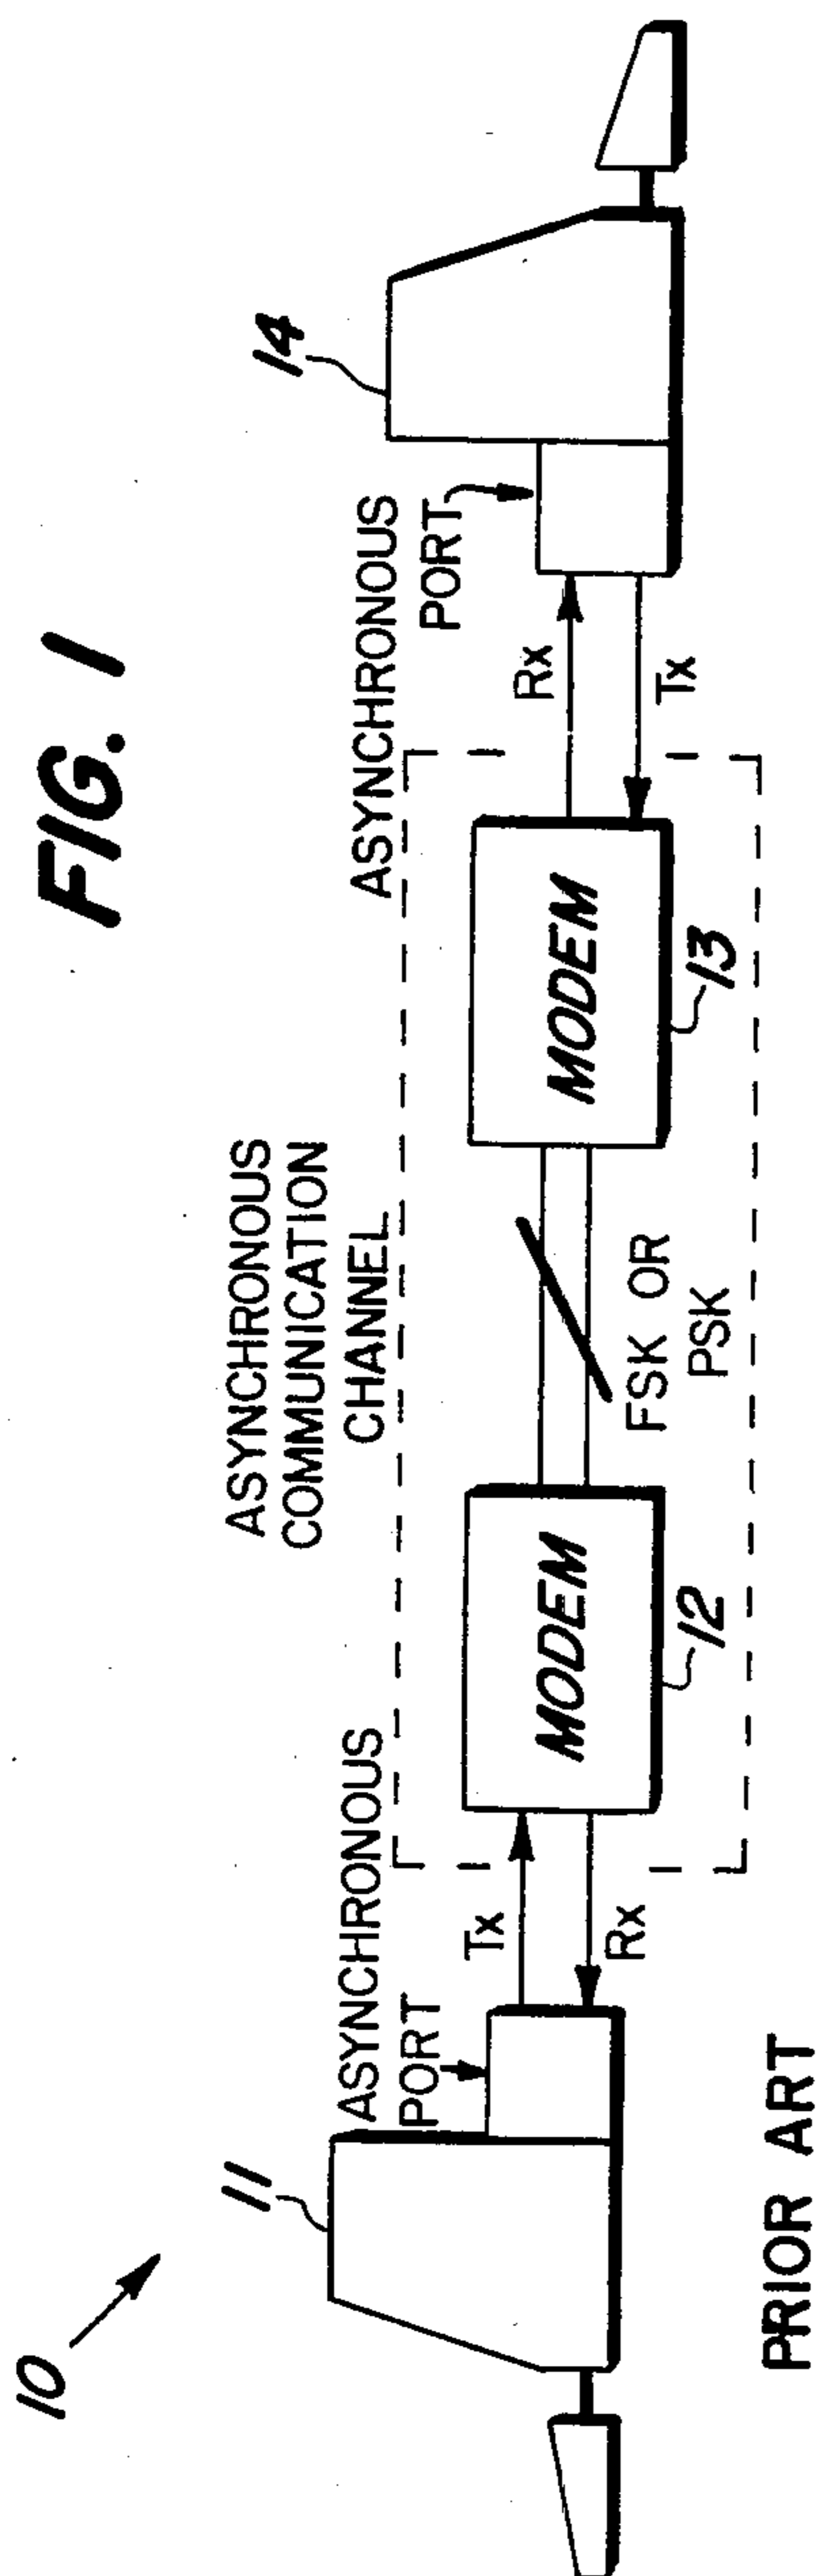 FIG. 1
10
11
ASYNCHRONOUS
PORT
Tx
Rx
ASYNCHRONOUS
COMMUNICATION
CHANNEL
MODEM
12
FSK OR
PSK
MODEM
13
ASYNCHRONOUS
PORT
Rx
Tx
14
PRIOR ART